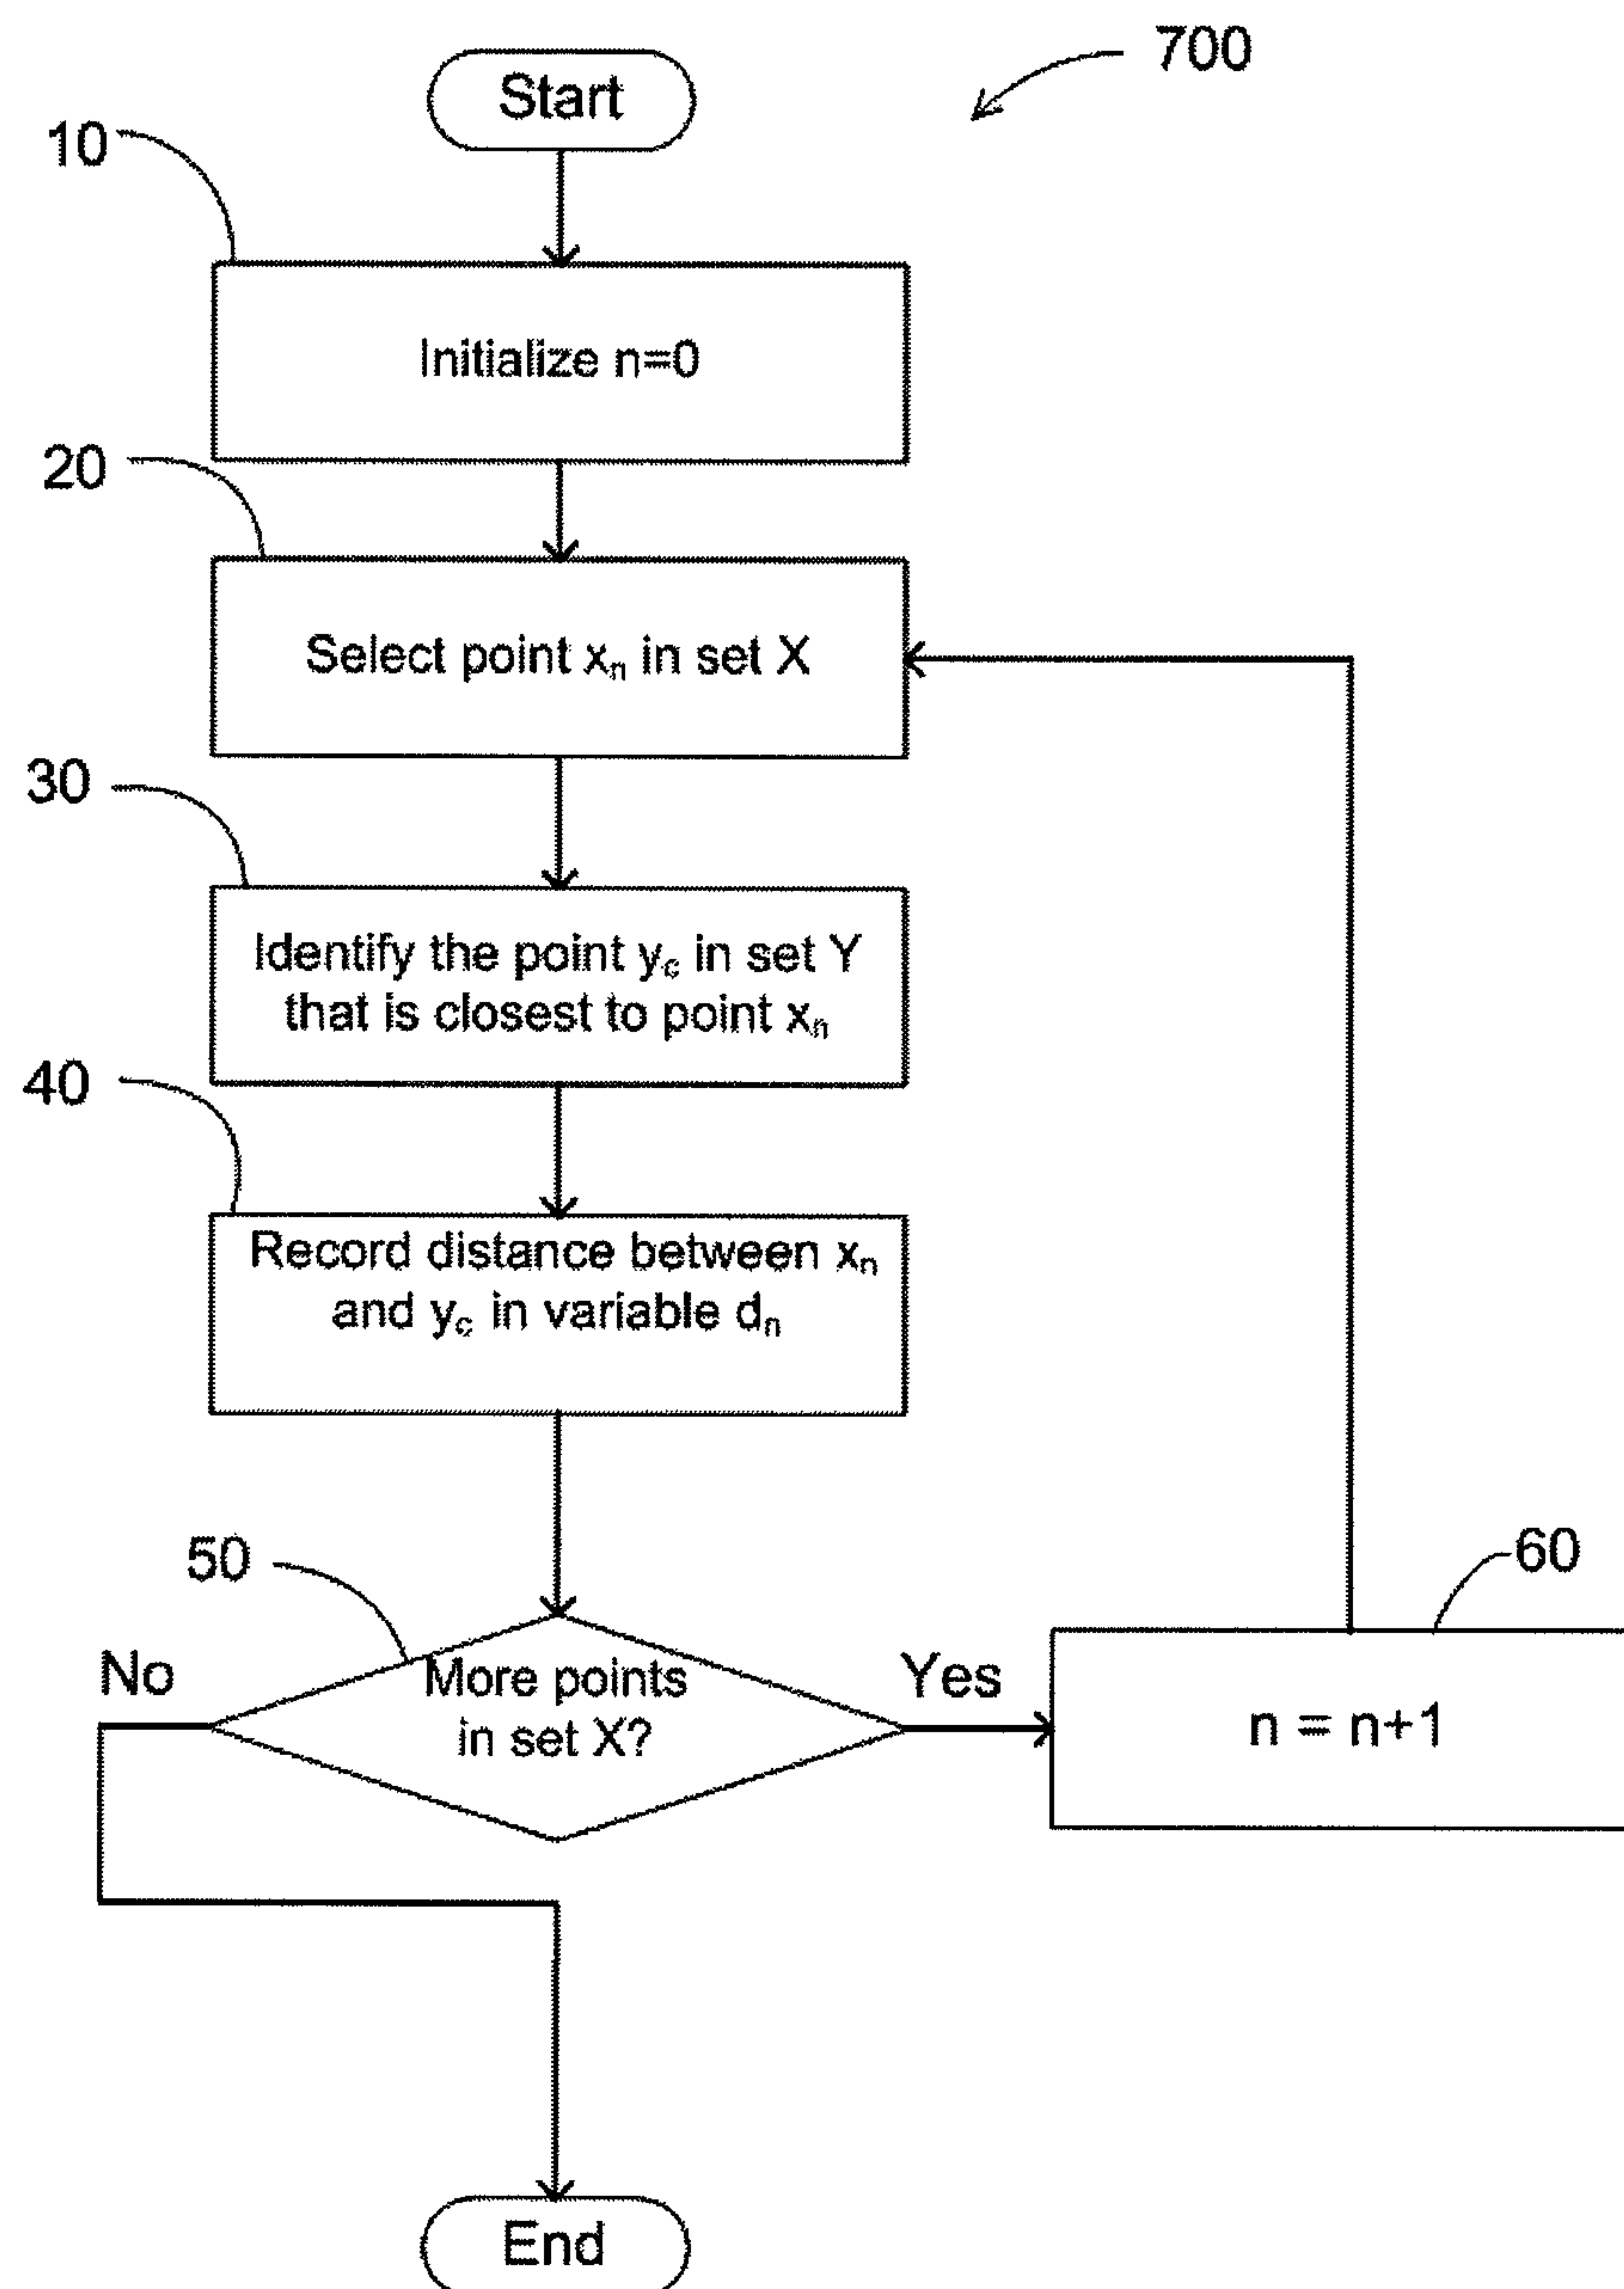 700
Start
10
Initialize n=0
20
Select point xₙ in set X
30
Identify the point y꜀ in set Y
that is closest to point xₙ
40
Record distance between xₙ
and y꜀ in variable dₙ
50
No
More points
in set X?
Yes
60
n = n+1
End